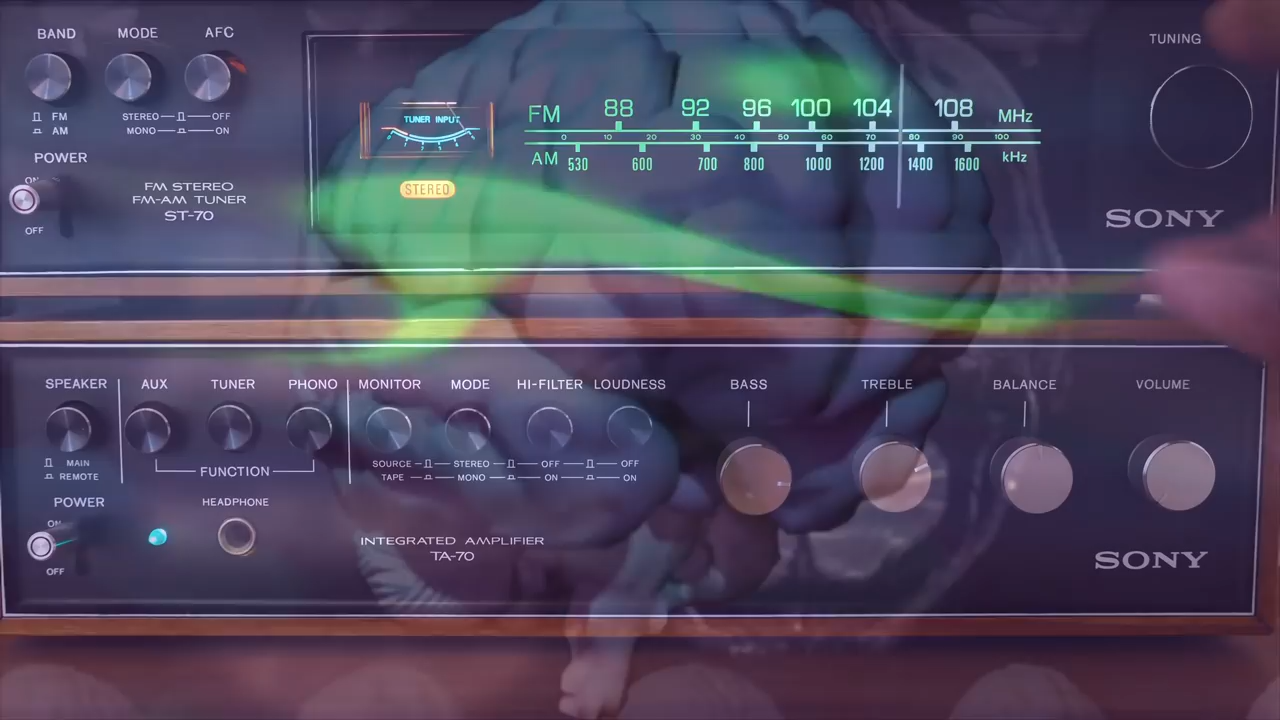 BAND MODE AFC
TUNING
FM 88 92 96 100 104 108 MHz
TUNER INPUT
0 10 20 30 40 50 60 70 80 90 100
FM STEREO OFF
AM MONO ON
AM 530 600 700 800 1000 1200 1400 1600 kHz
POWER
ON
OFF
FM STEREO
FM-AM TUNER
ST-70
STEREO
SONY
SPEAKER AUX TUNER PHONO MONITOR MODE HI-FILTER LOUDNESS BASS TREBLE BALANCE VOLUME
MAIN SOURCE STEREO OFF OFF
REMOTE FUNCTION TAPE MONO ON ON
POWER HEADPHONE
ON
OFF
INTEGRATED AMPLIFIER
TA-70
SONY